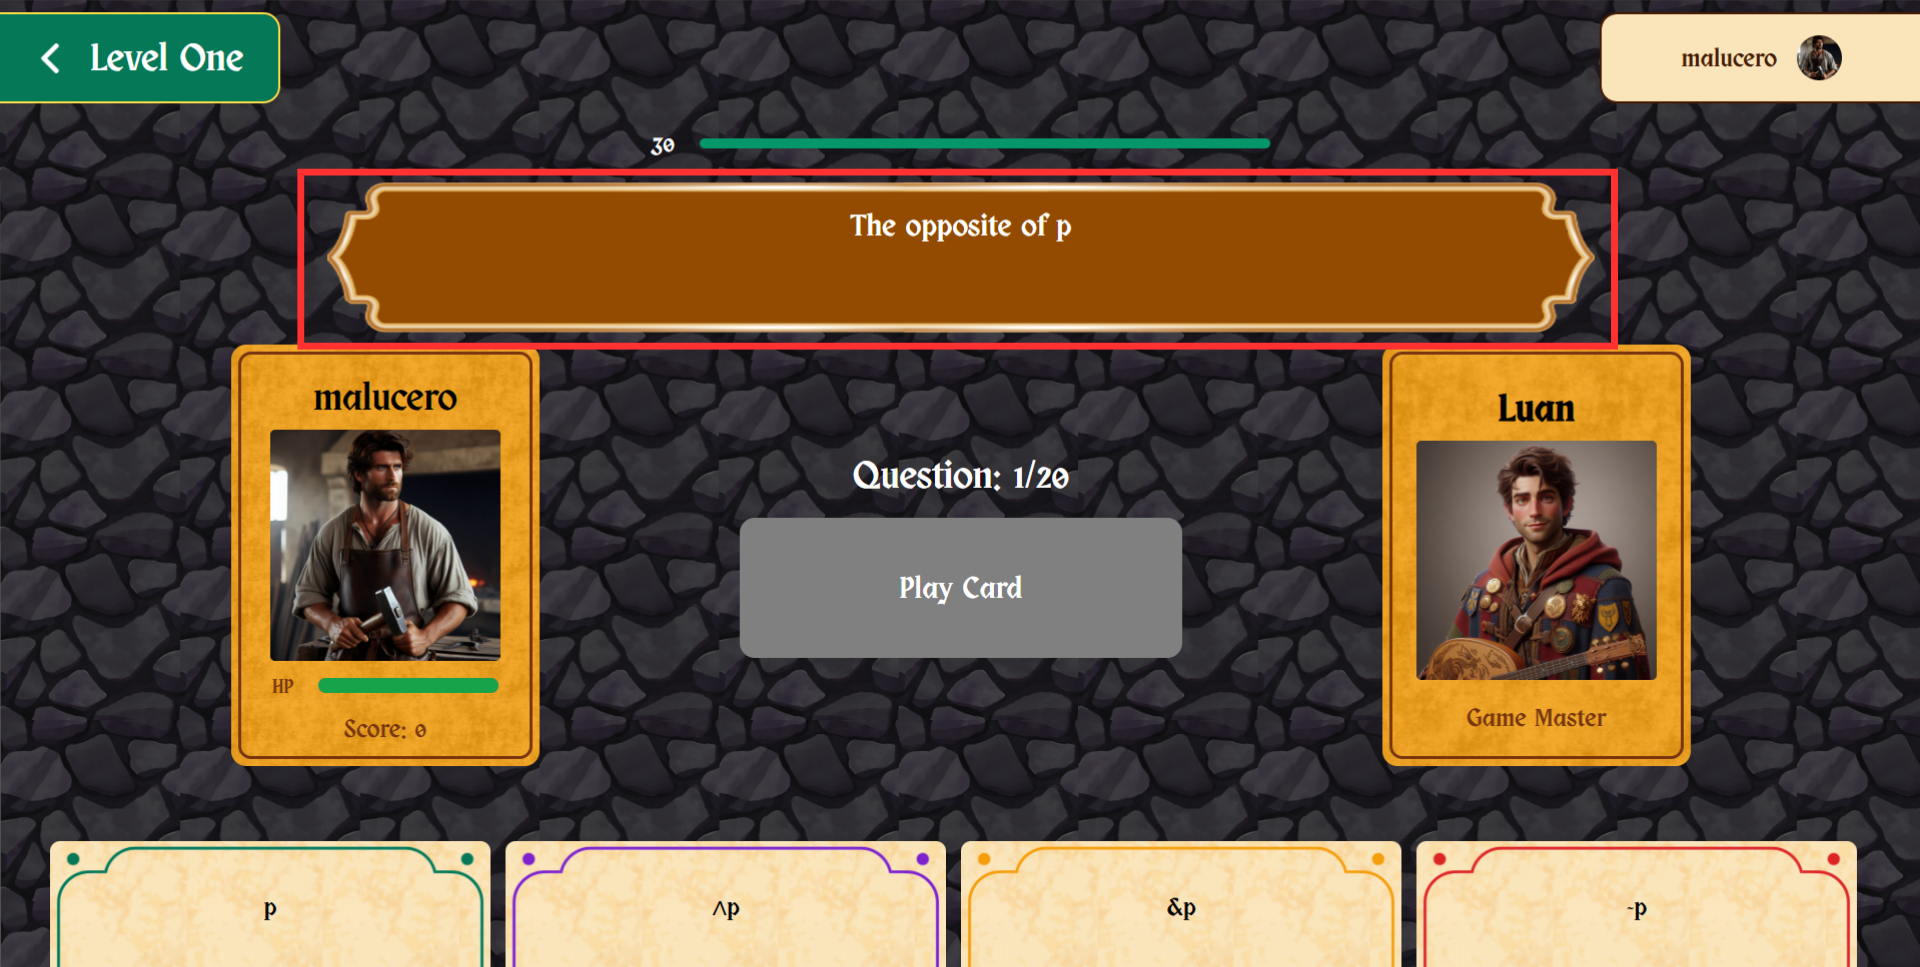 Level One
malucero
30
The opposite of p
malucero
Luan
Question: 1/20
Play Card
HP
Score: 0
Game Master
p
^p
&p
~p